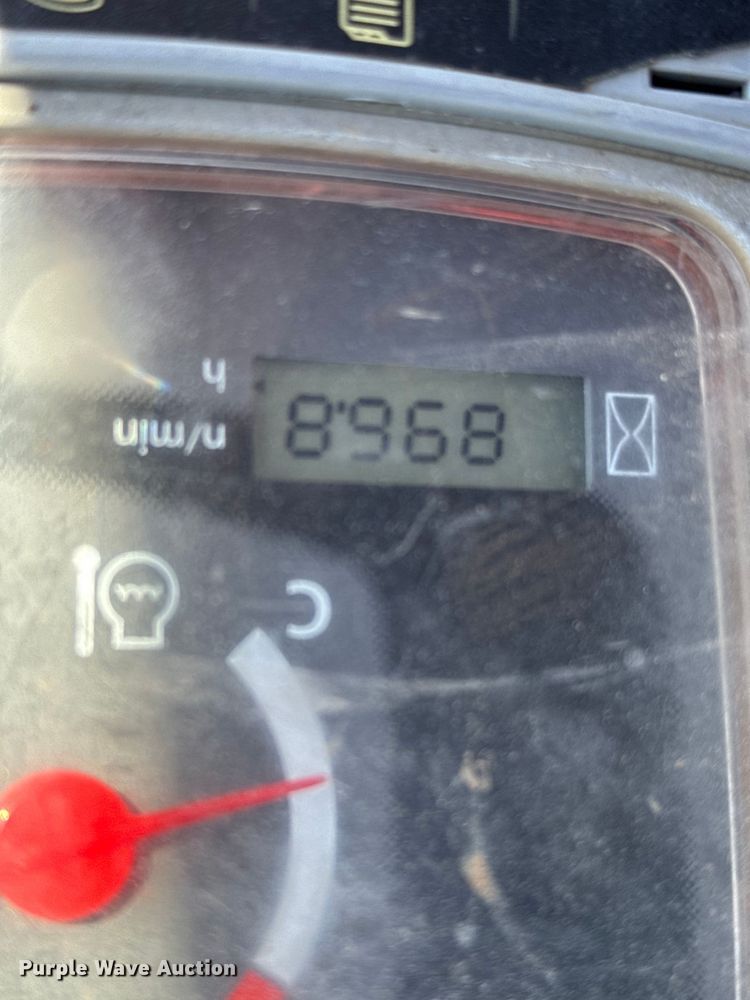 C
896.8
n/min
h
Purple Wave Auction